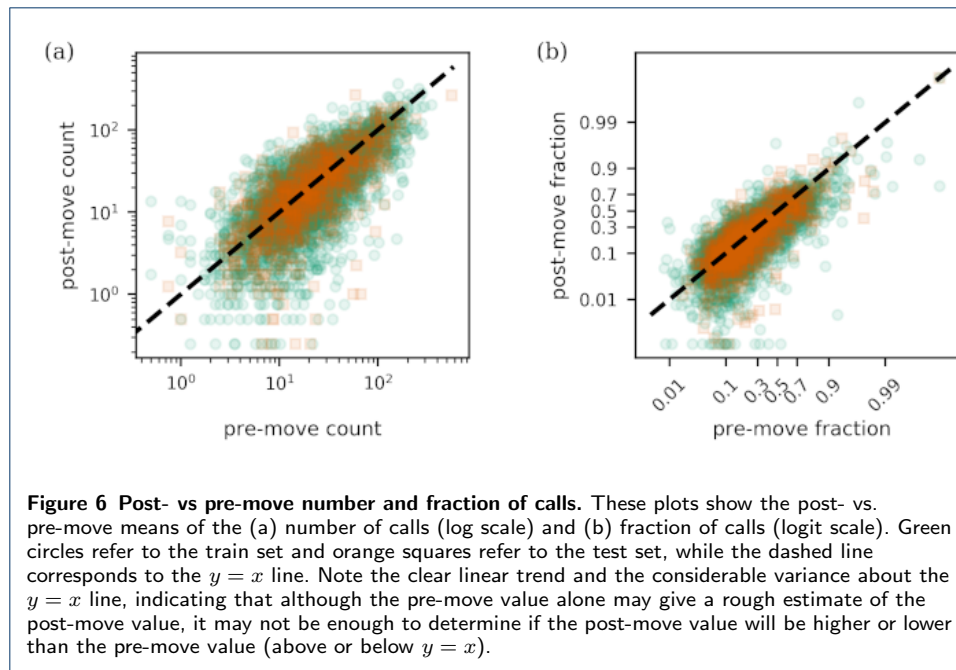 (a)
10²
10¹
10⁰
post-move count
10⁰ 10¹ 10²
pre-move count
(b)
0.99
0.9
0.7
0.5
0.3
0.1
0.01
post-move fraction
0.01 0.1 0.3 0.5 0.7 0.9 0.99
pre-move fraction
Figure 6 Post- vs pre-move number and fraction of calls. These plots show the post- vs.
pre-move means of the (a) number of calls (log scale) and (b) fraction of calls (logit scale). Green
circles refer to the train set and orange squares refer to the test set, while the dashed line
corresponds to the y = x line. Note the clear linear trend and the considerable variance about the
y = x line, indicating that although the pre-move value alone may give a rough estimate of the
post-move value, it may not be enough to determine if the post-move value will be higher or lower
than the pre-move value (above or below y = x).